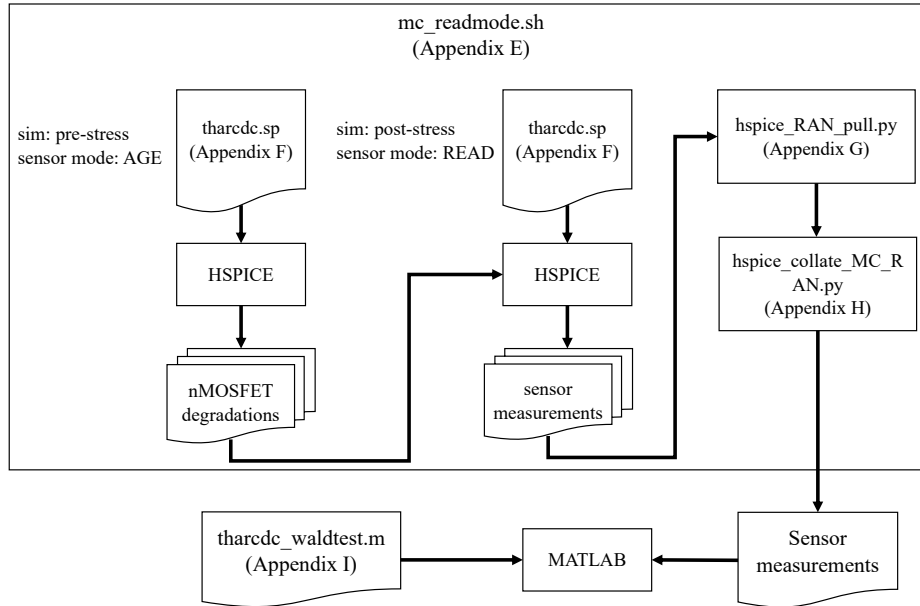 mc_readmode.sh
(Appendix E)
sim: pre-stress
sensor mode: AGE
tharcdc.sp
(Appendix F)
sim: post-stress
sensor mode: READ
tharcdc.sp
(Appendix F)
hspice_RAN_pull.py
(Appendix G)
HSPICE
HSPICE
hspice_collate_MC_R
AN.py
(Appendix H)
nMOSFET
degradations
sensor
measurements
tharcdc_waldtest.m
(Appendix I)
MATLAB
Sensor
measurements